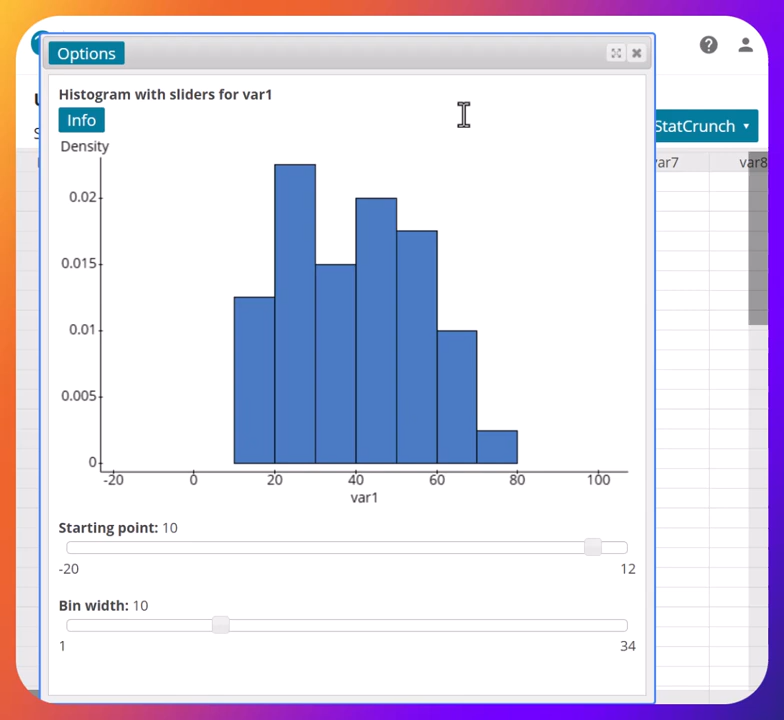 Options
Histogram with sliders for var1
Info
StatCrunch
Density
var8
0.02
0.015
0.01
0.005
0
-20 0 20 40 60 80 100
var1
Starting point: 10
-20 12
Bin width: 10
1 34